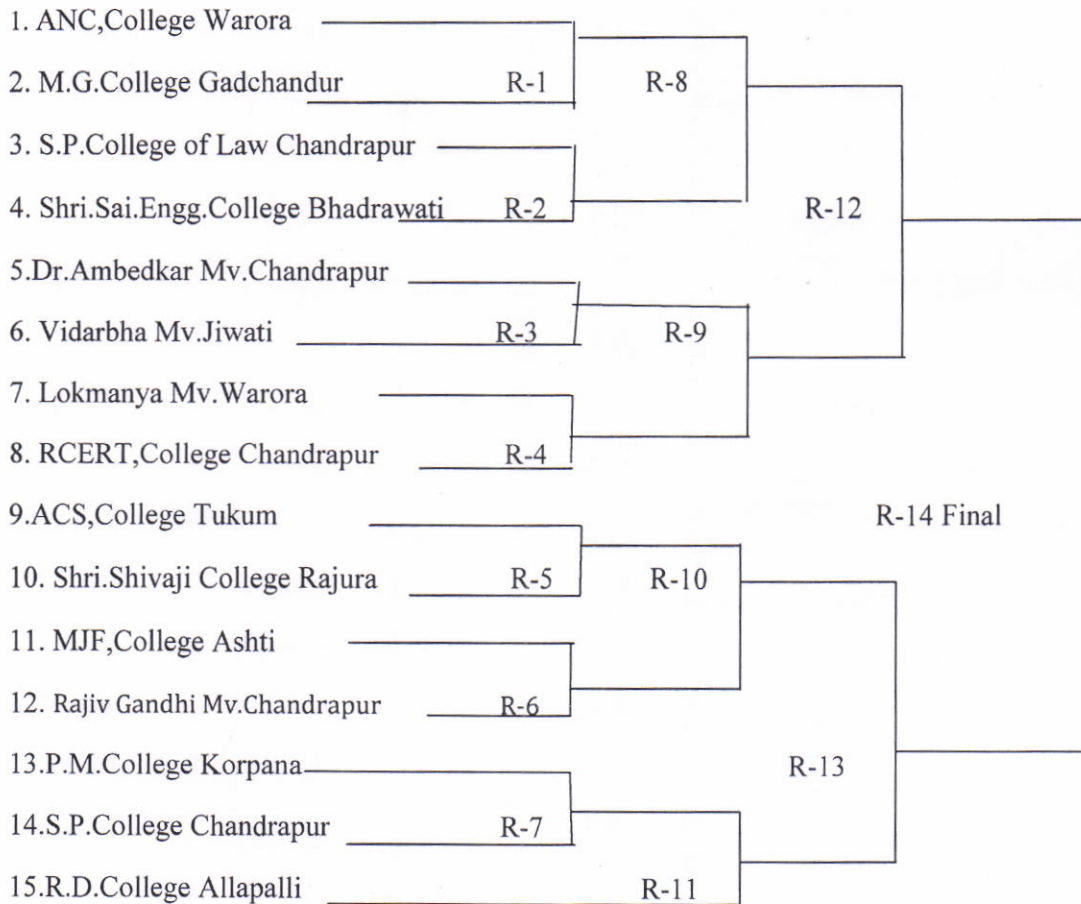 1. ANC,College Warora
2. M.G.College Gadchandur R-1 R-8
3. S.P.College of Law Chandrapur
4. Shri.Sai.Engg.College Bhadrawati R-2 R-12
5.Dr.Ambedkar Mv.Chandrapur
6. Vidarbha Mv.Jiwati R-3 R-9
7. Lokmanya Mv.Warora
8. RCERT,College Chandrapur R-4
9.ACS,College Tukum R-14 Final
10. Shri.Shivaji College Rajura R-5 R-10
11. MJF,College Ashti
12. Rajiv Gandhi Mv.Chandrapur R-6
13.P.M.College Korpana R-13
14.S.P.College Chandrapur R-7
15.R.D.College Allapalli R-11